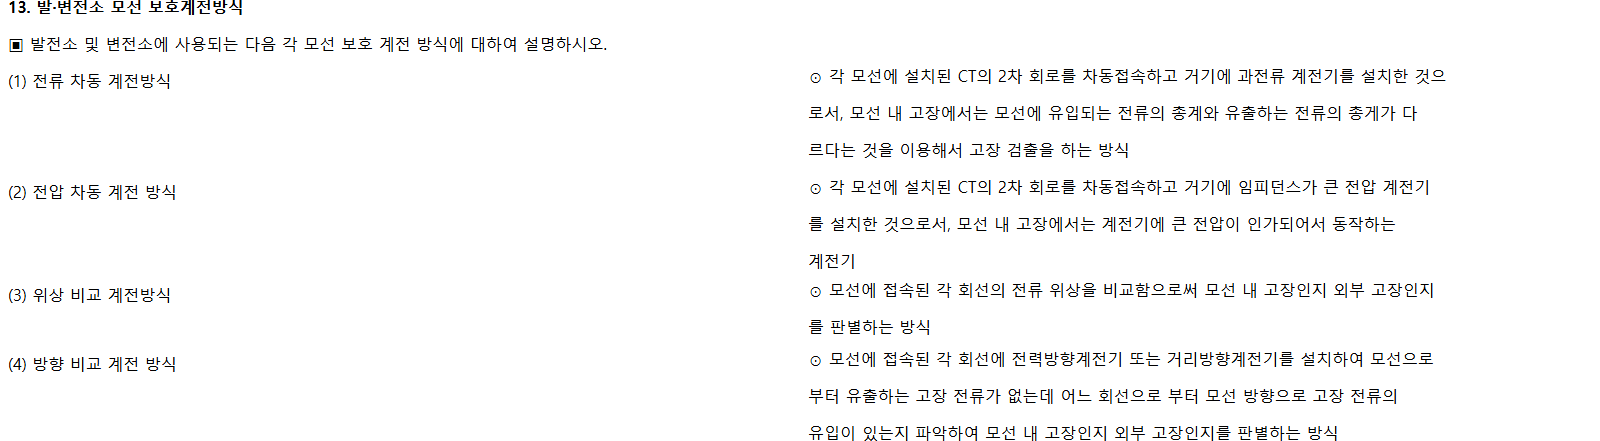 13. 발·변전소 모선 보호계전방식
▣ 발전소 및 변전소에 사용되는 다음 각 모선 보호 계전 방식에 대하여 설명하시오.
(1) 전류 차동 계전방식
⊙ 각 모선에 설치된 CT의 2차 회로를 차동접속하고 거기에 과전류 계전기를 설치한 것으
로서, 모선 내 고장에서는 모선에 유입되는 전류의 총계와 유출하는 전류의 총게가 다
르다는 것을 이용해서 고장 검출을 하는 방식
(2) 전압 차동 계전 방식
⊙ 각 모선에 설치된 CT의 2차 회로를 차동접속하고 거기에 임피던스가 큰 전압 계전기
를 설치한 것으로서, 모선 내 고장에서는 계전기에 큰 전압이 인가되어서 동작하는
계전기
(3) 위상 비교 계전방식
⊙ 모선에 접속된 각 회선의 전류 위상을 비교함으로써 모선 내 고장인지 외부 고장인지
를 판별하는 방식
(4) 방향 비교 계전 방식
⊙ 모선에 접속된 각 회선에 전력방향계전기 또는 거리방향계전기를 설치하여 모선으로
부터 유출하는 고장 전류가 없는데 어느 회선으로 부터 모선 방향으로 고장 전류의
유입이 있는지 파악하여 모선 내 고장인지 외부 고장인지를 판별하는 방식